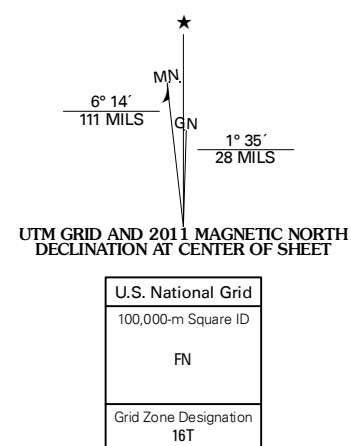 ★
MN.
6° 14´
111 MILS
GN
1° 35´
28 MILS
UTM GRID AND 2011 MAGNETIC NORTH
DECLINATION AT CENTER OF SHEET
U.S. National Grid
100,000-m Square ID
FN
Grid Zone Designation
16T